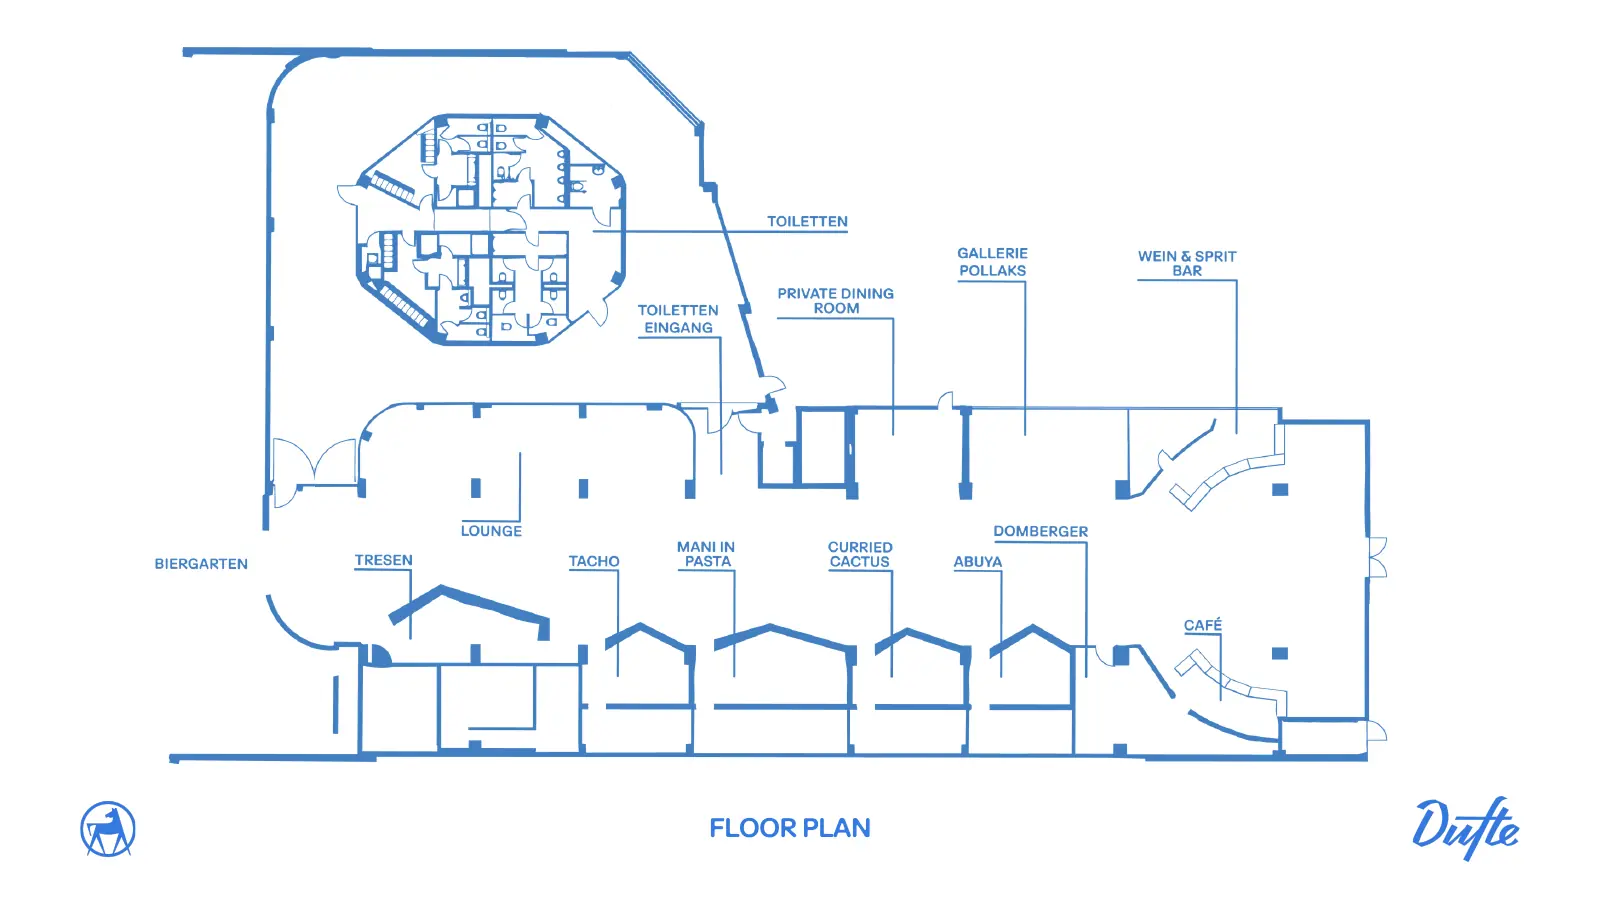 TOILETTEN
GALLERIE
POLLAKS
WEIN & SPRIT
BAR
PRIVATE DINING
ROOM
TOILETTEN
EINGANG
LOUNGE
DOMBERGER
BIERGARTEN
TRESEN
TACHO
MANI IN
PASTA
CURRIED
CACTUS
ABUYA
CAFÉ
FLOOR PLAN
Dufte